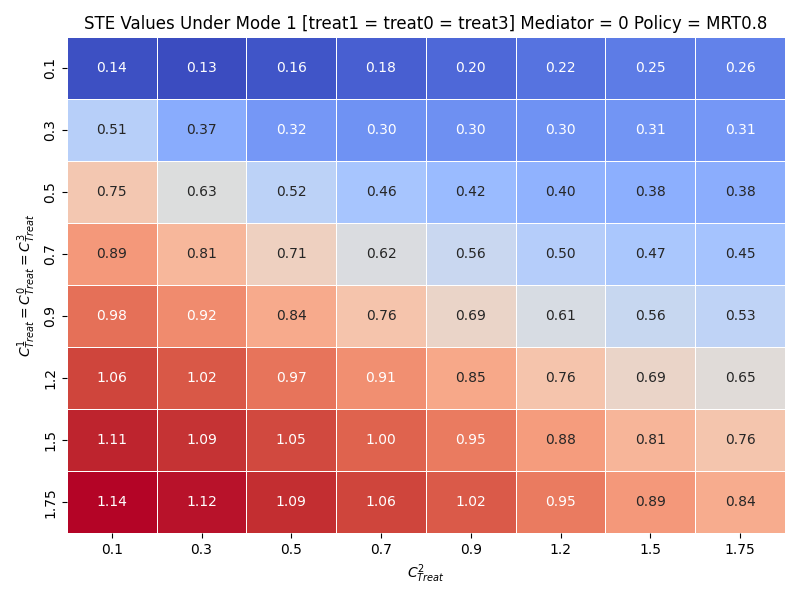 STE Values Under Mode 1 [treat1 = treat0 = treat3] Mediator = 0 Policy = MRT0.8
C¹_Treat = C⁰_Treat = C³_Treat
0.1 0.14 0.13 0.16 0.18 0.20 0.22 0.25 0.26
0.3 0.51 0.37 0.32 0.30 0.30 0.30 0.31 0.31
0.5 0.75 0.63 0.52 0.46 0.42 0.40 0.38 0.38
0.7 0.89 0.81 0.71 0.62 0.56 0.50 0.47 0.45
0.9 0.98 0.92 0.84 0.76 0.69 0.61 0.56 0.53
1.2 1.06 1.02 0.97 0.91 0.85 0.76 0.69 0.65
1.5 1.11 1.09 1.05 1.00 0.95 0.88 0.81 0.76
1.75 1.14 1.12 1.09 1.06 1.02 0.95 0.89 0.84
0.1 0.3 0.5 0.7 0.9 1.2 1.5 1.75
C²_Treat